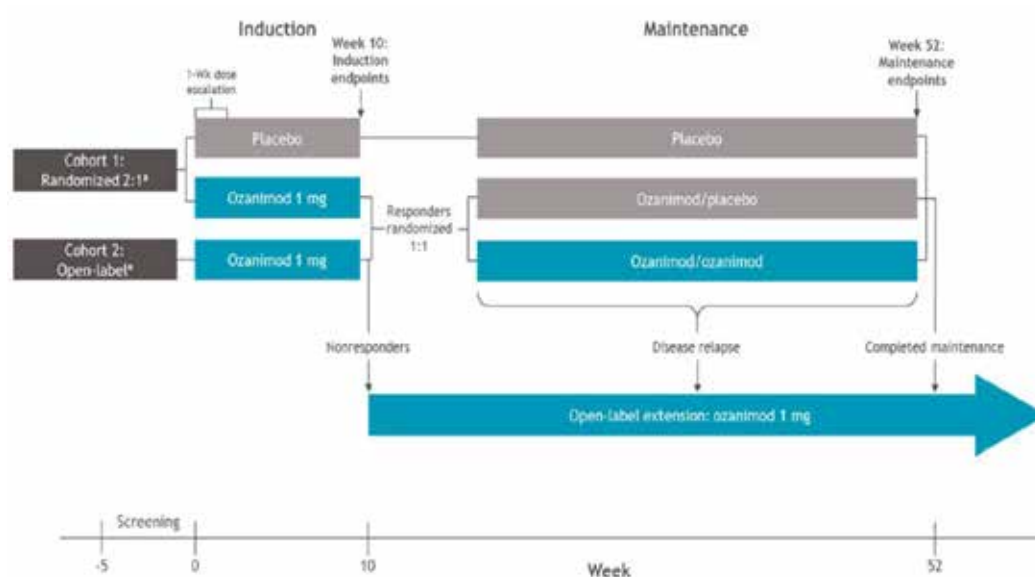 Induction
Maintenance
Week 10:
Induction
endpoints
Week 52:
Maintenance
endpoints
1-Wk dose
escalation
Placebo
Placebo
Cohort 1:
Randomized 2:1ª
Ozanimod 1 mg
Responders
randomized
1:1
Ozanimod/placebo
Cohort 2:
Open-labelª
Ozanimod 1 mg
Ozanimod/ozanimod
Nonresponders
Disease relapse
Completed maintenance
Open-label extension: ozanimod 1 mg
Screening
-5
0
10
52
Week